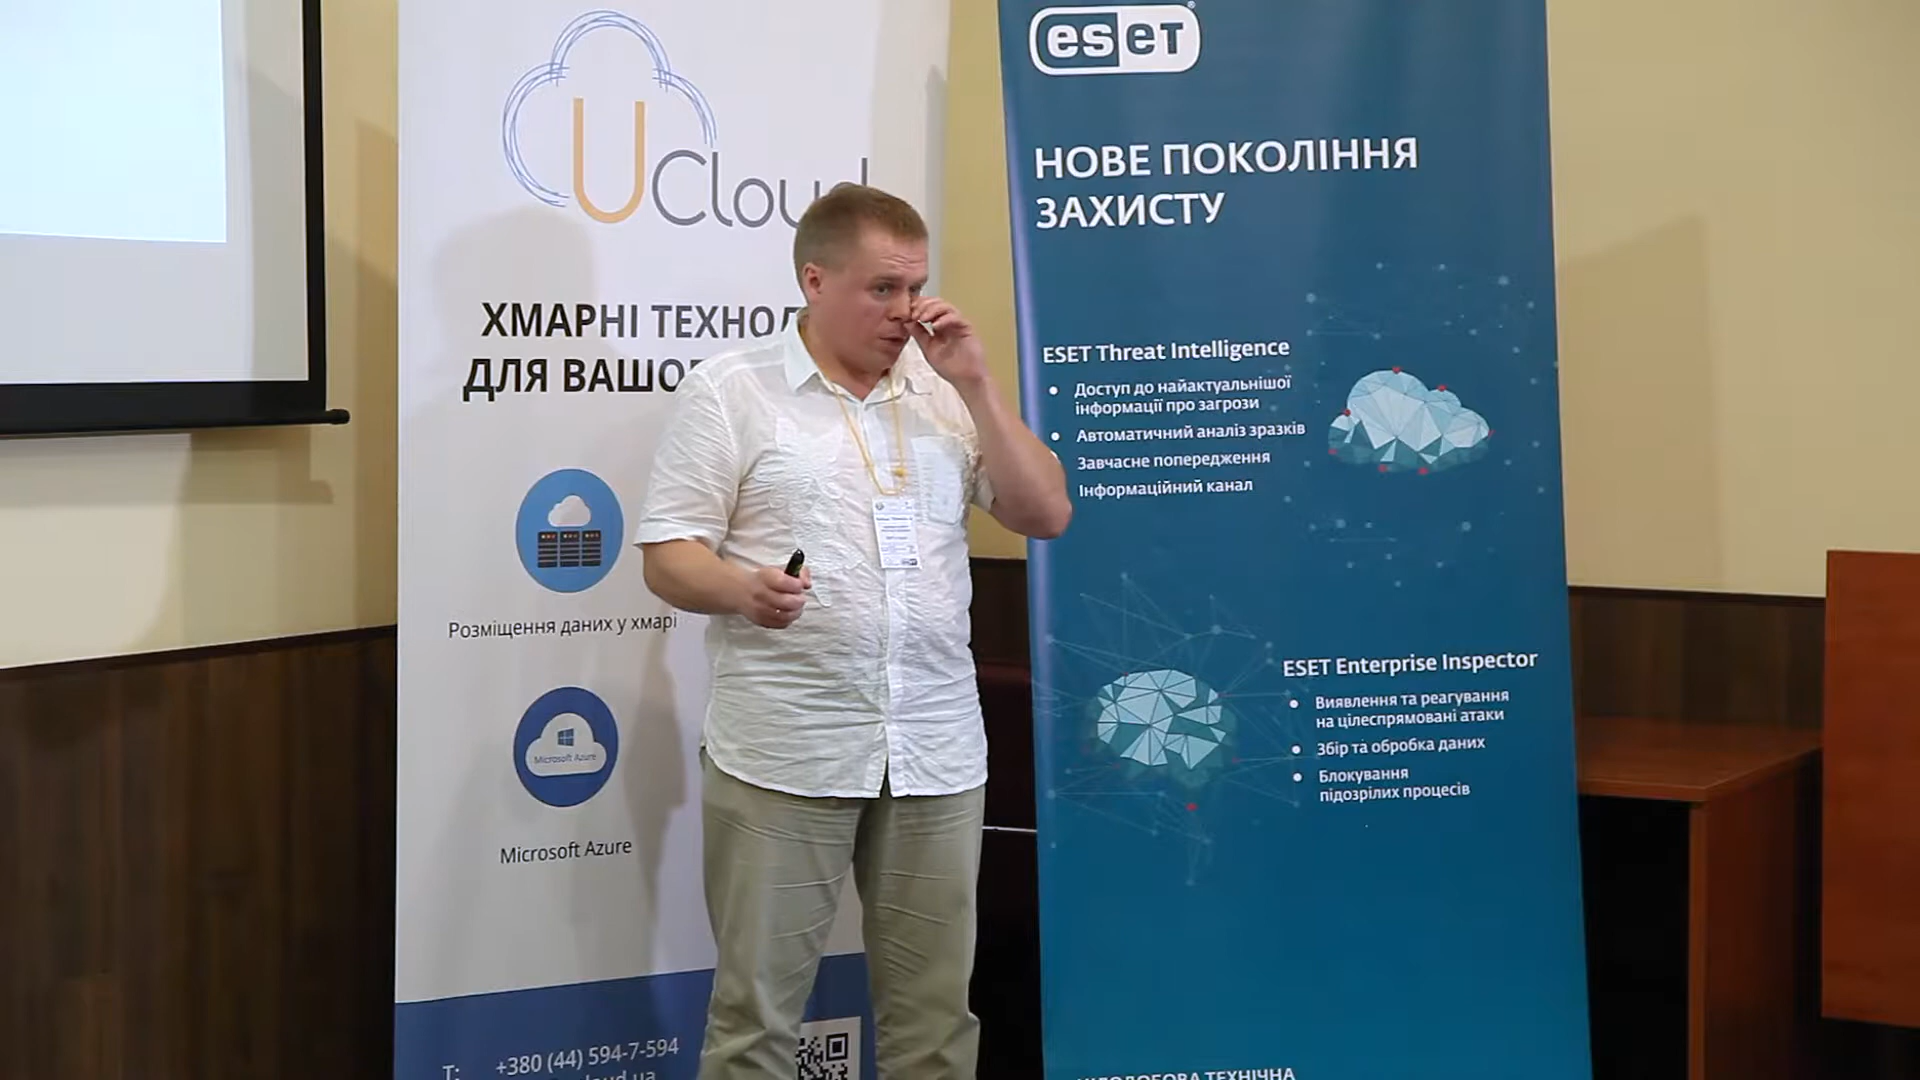 UCloud
ХМАРНІ ТЕХНОЛ
ДЛЯ ВАШОГ
Розміщення даних у хмарі
Microsoft Azure
Microsoft Azure
T: +380 (44) 594-7-594
eset
НОВЕ ПОКОЛІННЯ
ЗАХИСТУ
ESET Threat Intelligence
• Доступ до найактуальнішої
інформації про загрози
• Автоматичний аналіз зразків
• Завчасне попередження
Інформаційний канал
ESET Enterprise Inspector
• Виявлення та реагування
на цілеспрямовані атаки
• Збір та обробка даних
• Блокування
підозрілих процесів
ТЕХНІЧНА